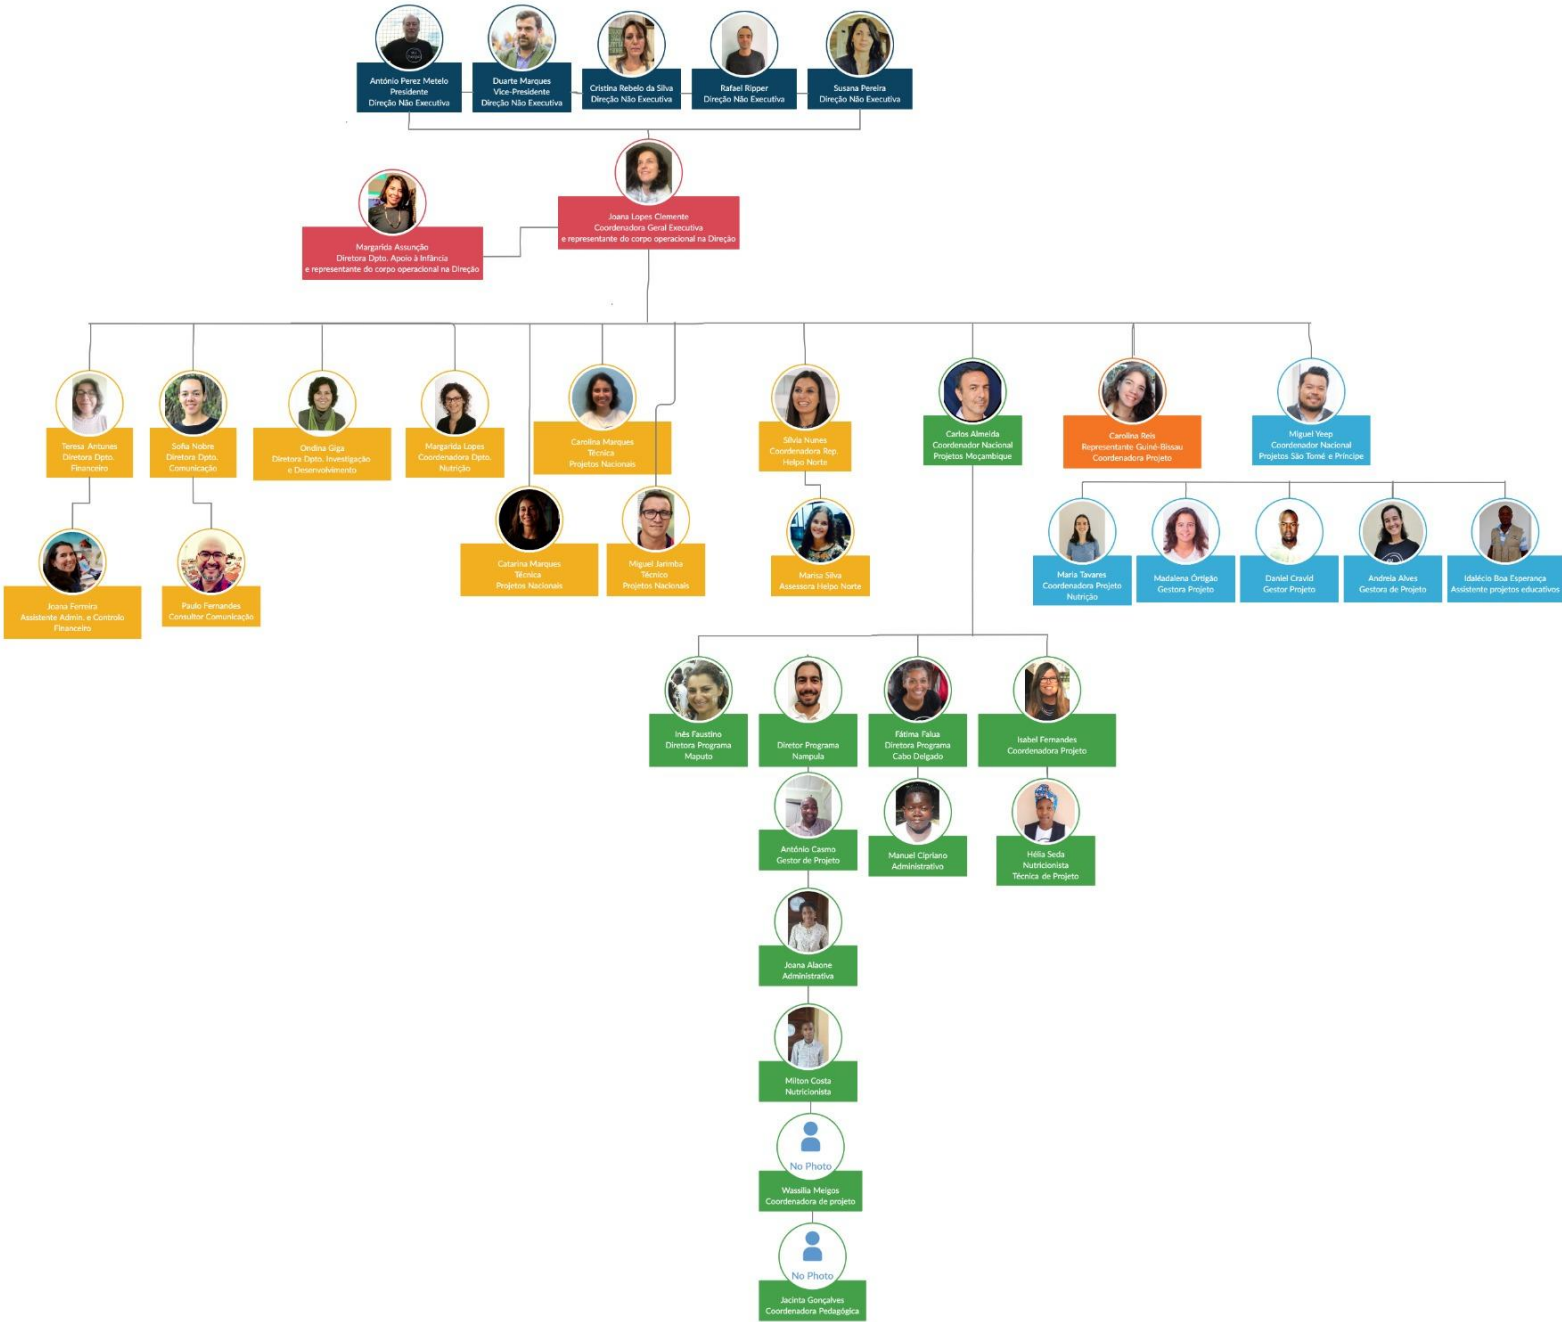 António Perez Metelo
Presidente
Direção Não Executiva
Duarte Marques
Vice-Presidente
Direção Não Executiva
Cristina Rebelo da Silva
Direção Não Executiva
Rafael Ripper
Direção Não Executiva
Susana Pereira
Direção Não Executiva
Joana Lopes Clemente
Coordenadora Geral Executiva
e representante do corpo operacional na Direção
Margarida Assunção
Diretora Dpto. Apoio à Infância
e representante do corpo operacional na Direção
Teresa Antunes
Diretora Dpto.
Financeiro
Sofia Nobre
Diretora Dpto.
Comunicação
Ondina Giga
Diretora Dpto. Investigação
e Desenvolvimento
Margarida Lopes
Coordenadora Dpto.
Nutrição
Carolina Marques
Técnica
Projetos Nacionais
Sílvia Nunes
Coordenadora Rep.
Helpo Norte
Carlos Almeida
Coordenador Nacional
Projetos Moçambique
Carolina Reis
Representante Guiné-Bissau
Coordenadora Projeto
Miguel Yeep
Coordenador Nacional
Projetos São Tomé e Príncipe
Joana Ferreira
Assistente Admin. e Controlo
Financeiro
Paulo Fernandes
Consultor Comunicação
Catarina Marques
Técnica
Projetos Nacionais
Miguel Jarimba
Técnico
Projetos Nacionais
Marisa Silva
Assessora Helpo Norte
Maria Tavares
Coordenadora Projeto
Nutrição
Madalena Ortigão
Gestora Projeto
Daniel Cravid
Gestor Projeto
Andreia Alves
Gestora de Projeto
Idalécio Boa Esperança
Assistente projetos educativos
Inês Faustino
Diretora Programa
Maputo
Diretor Programa
Nampula
Fátima Falua
Diretora Programa
Cabo Delgado
Isabel Fernandes
Coordenadora Projeto
António Casmo
Gestor de Projeto
Manuel Cipriano
Administrativo
Hélia Seda
Nutricionista
Técnica de Projeto
Joana Alaone
Administrativa
Milton Costa
Nutricionista
No Photo
Wassília Meigos
Coordenadora de projeto
No Photo
Jacinta Gonçalves
Coordenadora Pedagógica